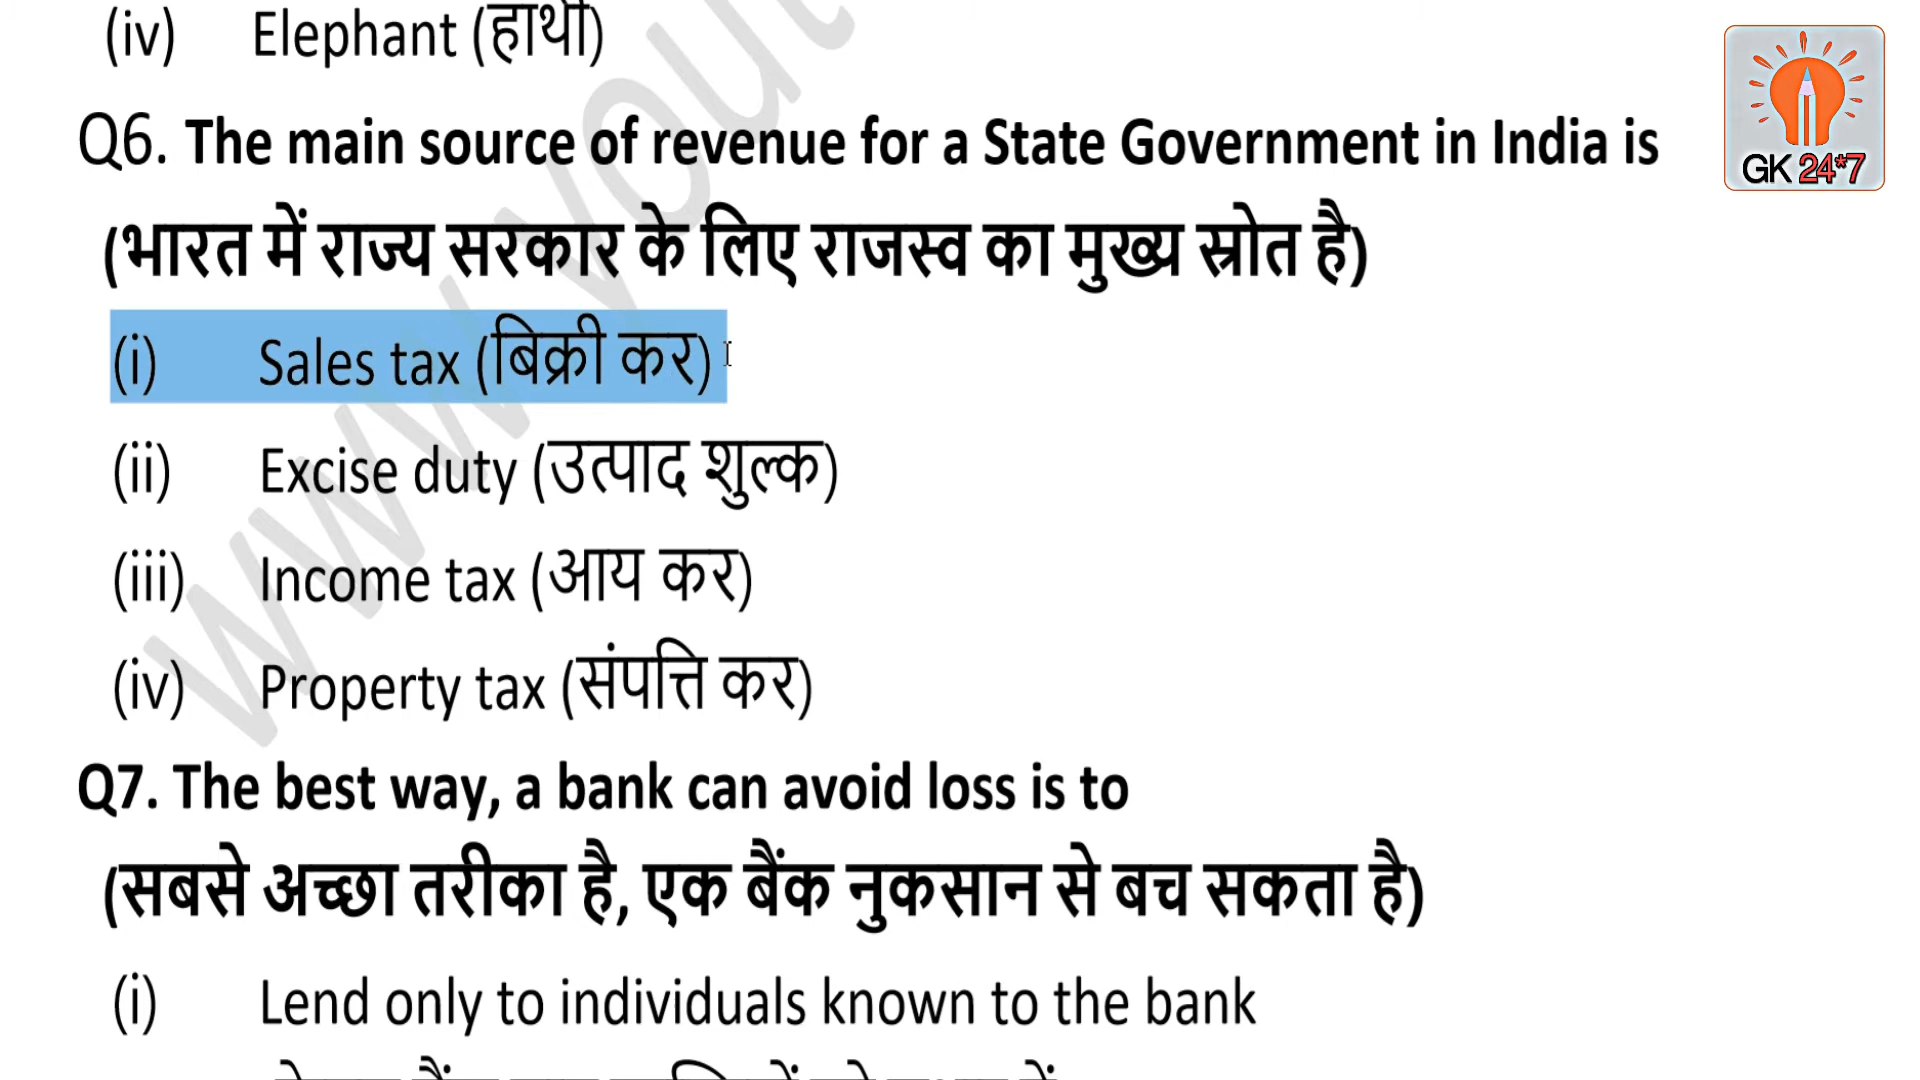 (iv) Elephant (हाथी)
Q6. The main source of revenue for a State Government in India is
(भारत में राज्य सरकार के लिए राजस्व का मुख्य स्रोत है)
(i) Sales tax (बिक्री कर)
(ii) Excise duty (उत्पाद शुल्क)
(iii) Income tax (आय कर)
(iv) Property tax (संपत्ति कर)
Q7. The best way, a bank can avoid loss is to
(सबसे अच्छा तरीका है, एक बैंक नुकसान से बच सकता है)
(i) Lend only to individuals known to the bank
GK 24*7
www.you